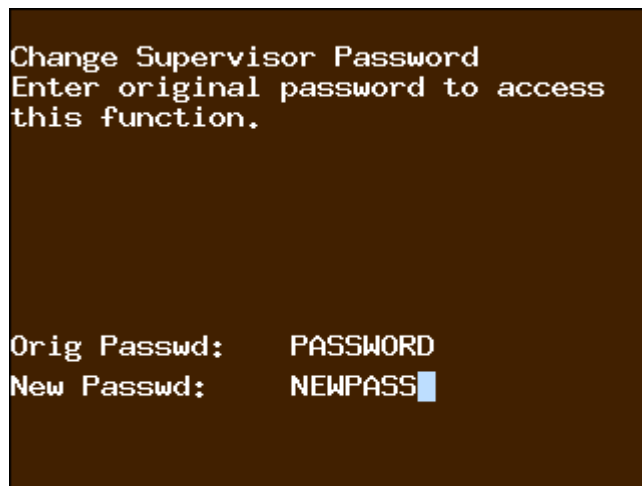 Change Supervisor Password
Enter original password to access
this function.
Orig Passwd: PASSWORD
New Passwd: NEWPASS